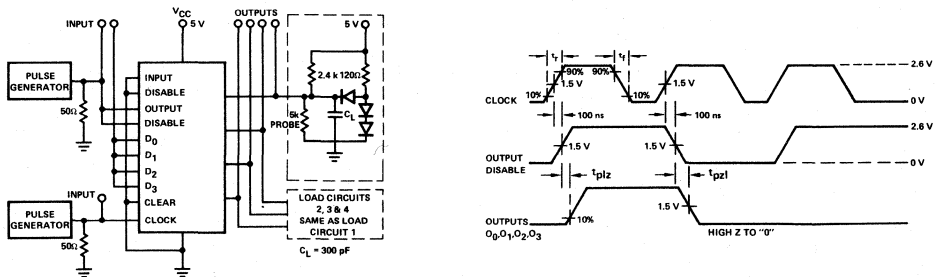 INPUT
VCC
5 V
OUTPUTS
5 V
PULSE
GENERATOR
50Ω
INPUT
DISABLE
OUTPUT
DISABLE
D0
D1
D2
D3
CLEAR
CLOCK
2.4 k
120Ω
5k
PROBE
CL
INPUT
PULSE
GENERATOR
50Ω
LOAD CIRCUITS
2, 3 & 4
SAME AS LOAD
CIRCUIT 1
CL = 300 pF
tr
tf
90%
90%
1.5 V
10%
10%
1.5 V
2.6 V
0 V
CLOCK
100 ns
100 ns
2.6 V
1.5 V
1.5 V
0 V
OUTPUT
DISABLE
tplz
tpzl
1.5 V
10%
OUTPUTS
O0,O1,O2,O3
HIGH Z TO "0"